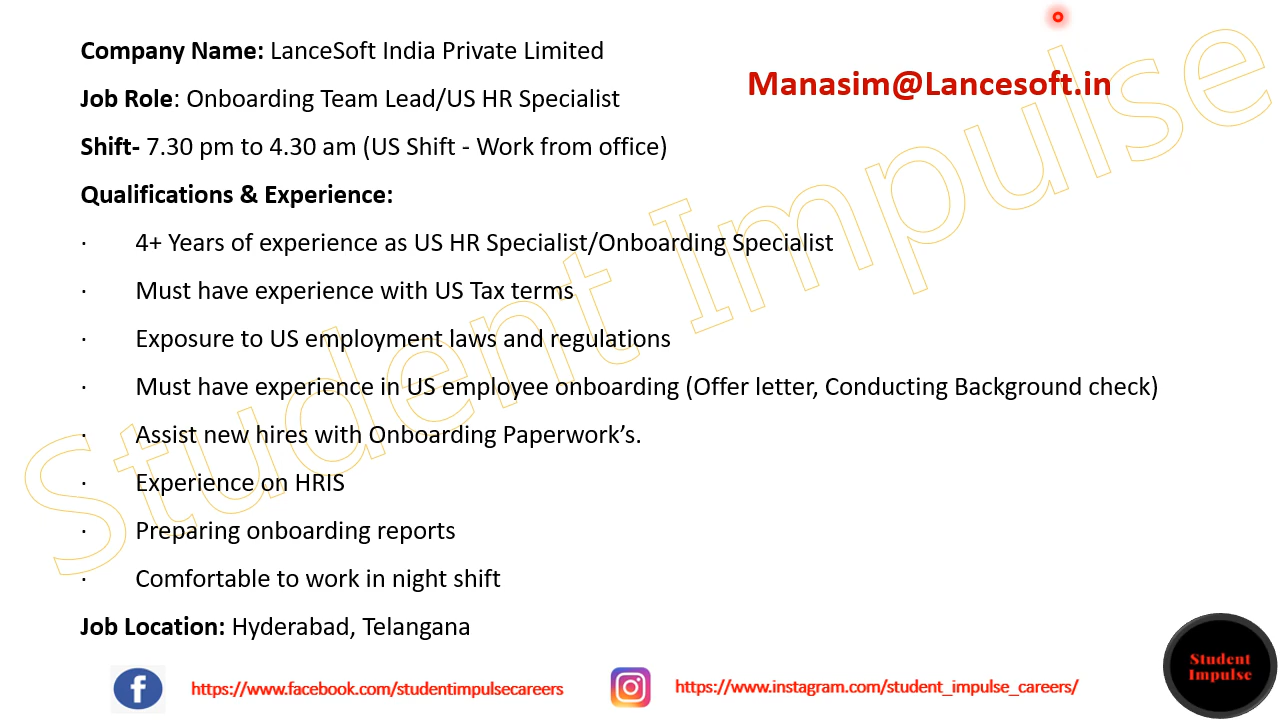 Company Name: LanceSoft India Private Limited
Manasim@Lancesoft.in
Job Role: Onboarding Team Lead/US HR Specialist
Shift- 7.30 pm to 4.30 am (US Shift - Work from office)
Qualifications & Experience:
· 4+ Years of experience as US HR Specialist/Onboarding Specialist
· Must have experience with US Tax terms
· Exposure to US employment laws and regulations
· Must have experience in US employee onboarding (Offer letter, Conducting Background check)
· Assist new hires with Onboarding Paperwork’s.
· Experience on HRIS
· Preparing onboarding reports
· Comfortable to work in night shift
Job Location: Hyderabad, Telangana
https://www.facebook.com/studentimpulsecareers
https://www.instagram.com/student_impulse_careers/
Student
Impulse
Student Impulse